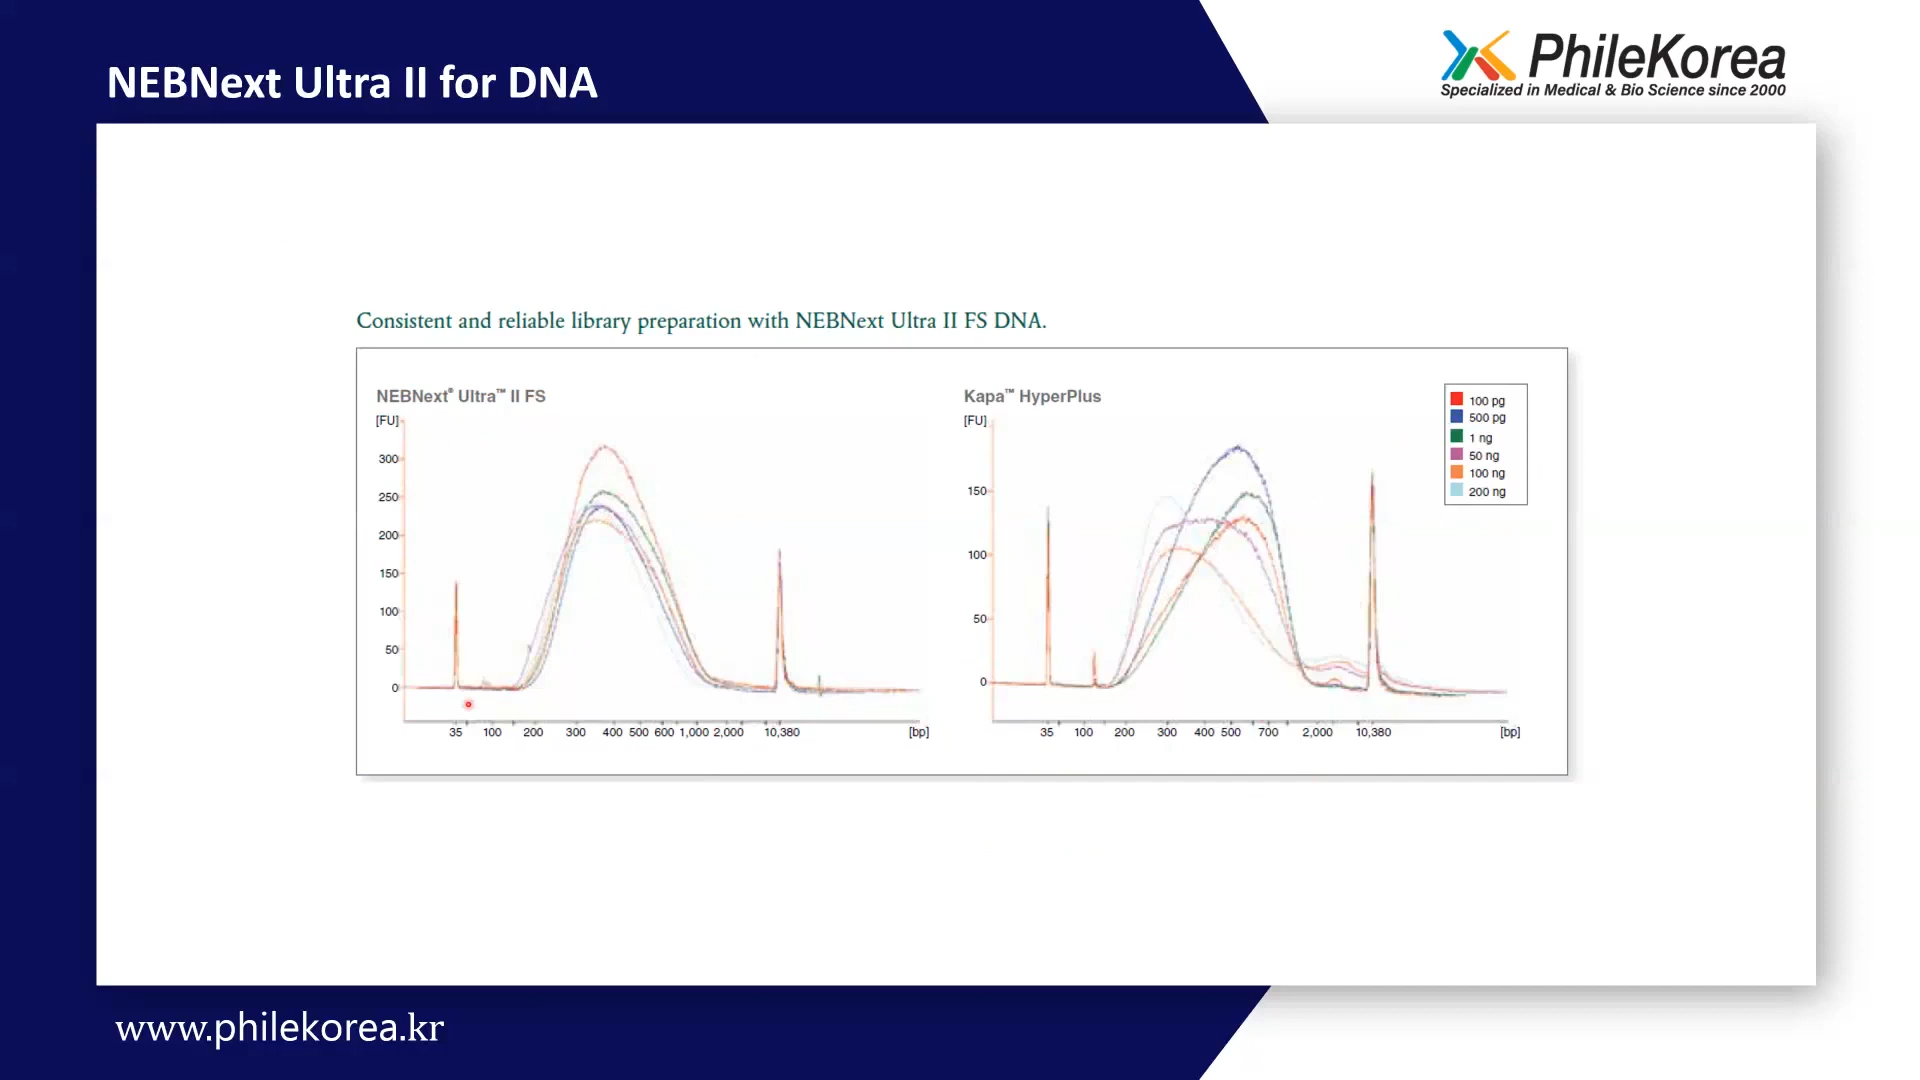 NEBNext Ultra II for DNA
PhileKorea
Specialized in Medical & Bio Science since 2000
Consistent and reliable library preparation with NEBNext Ultra II FS DNA.
NEBNext® Ultra™ II FS
[FU]
300
250
200
150
100
50
0
35 100 200 300 400 500 600 1,000 2,000 10,380 [bp]
Kapa™ HyperPlus
[FU]
150
100
50
0
35 100 200 300 400 500 700 2,000 10,380 [bp]
100 pg
500 pg
1 ng
50 ng
100 ng
200 ng
www.philekorea.kr